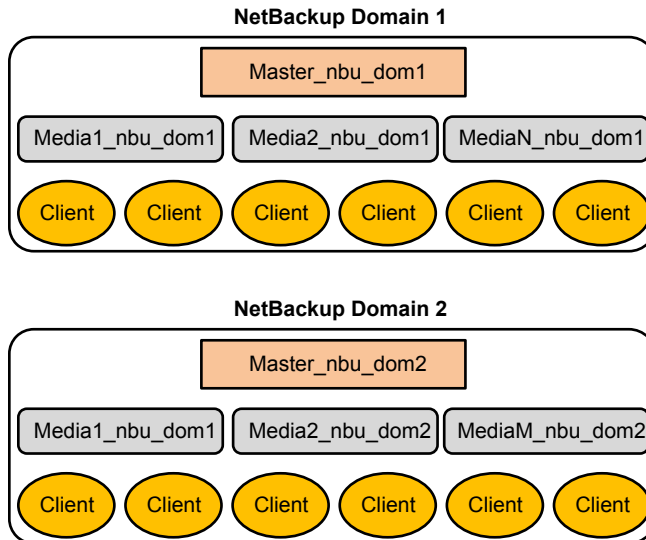 NetBackup Domain 1
Master_nbu_dom1
Media1_nbu_dom1 Media2_nbu_dom1 MediaN_nbu_dom1
Client Client Client Client Client Client
NetBackup Domain 2
Master_nbu_dom2
Media1_nbu_dom1 Media2_nbu_dom2 MediaM_nbu_dom2
Client Client Client Client Client Client